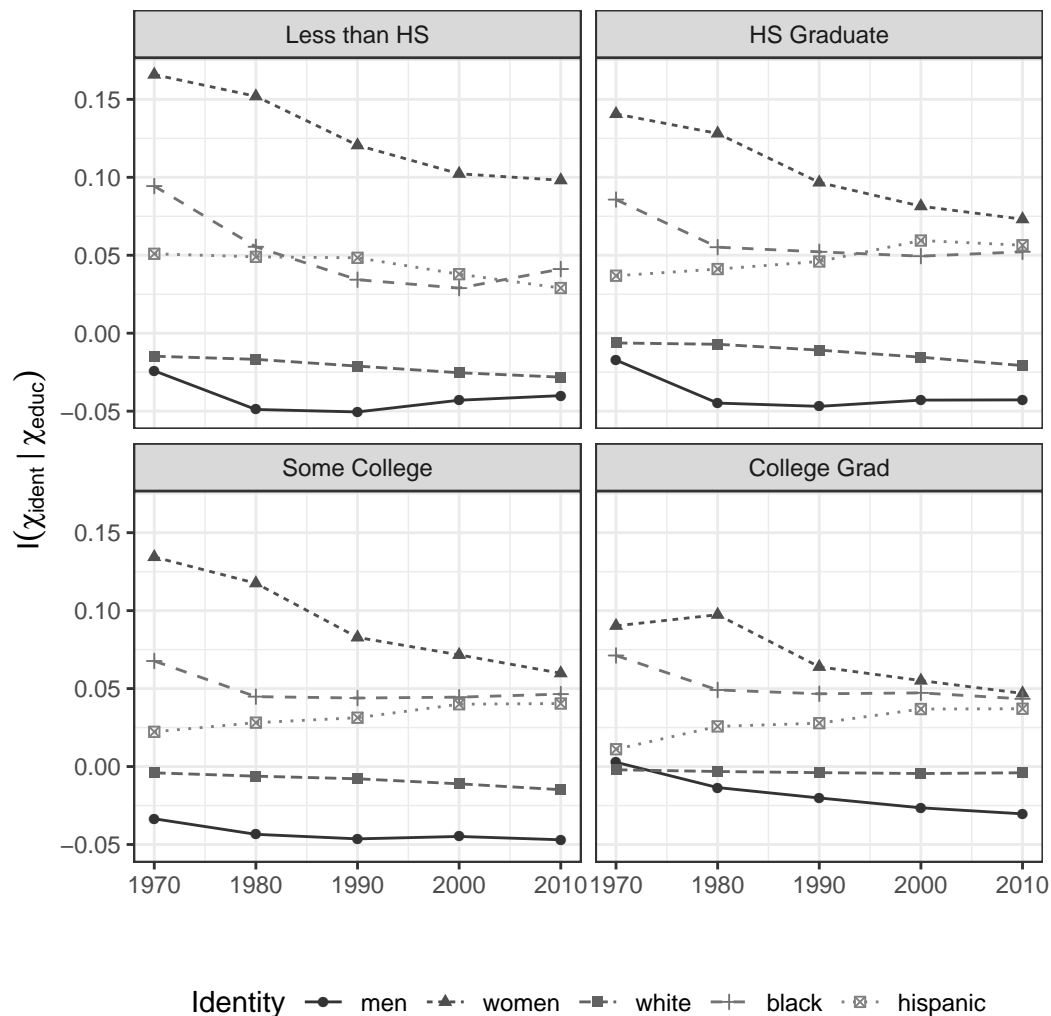 Less than HS
HS Graduate
0.15
0.10
0.05
0.00
−0.05
Some College
College Grad
0.15
0.10
0.05
0.00
−0.05
I(χident | χeduc)
1970 1980 1990 2000 2010 1970 1980 1990 2000 2010
Identity men women white black hispanic